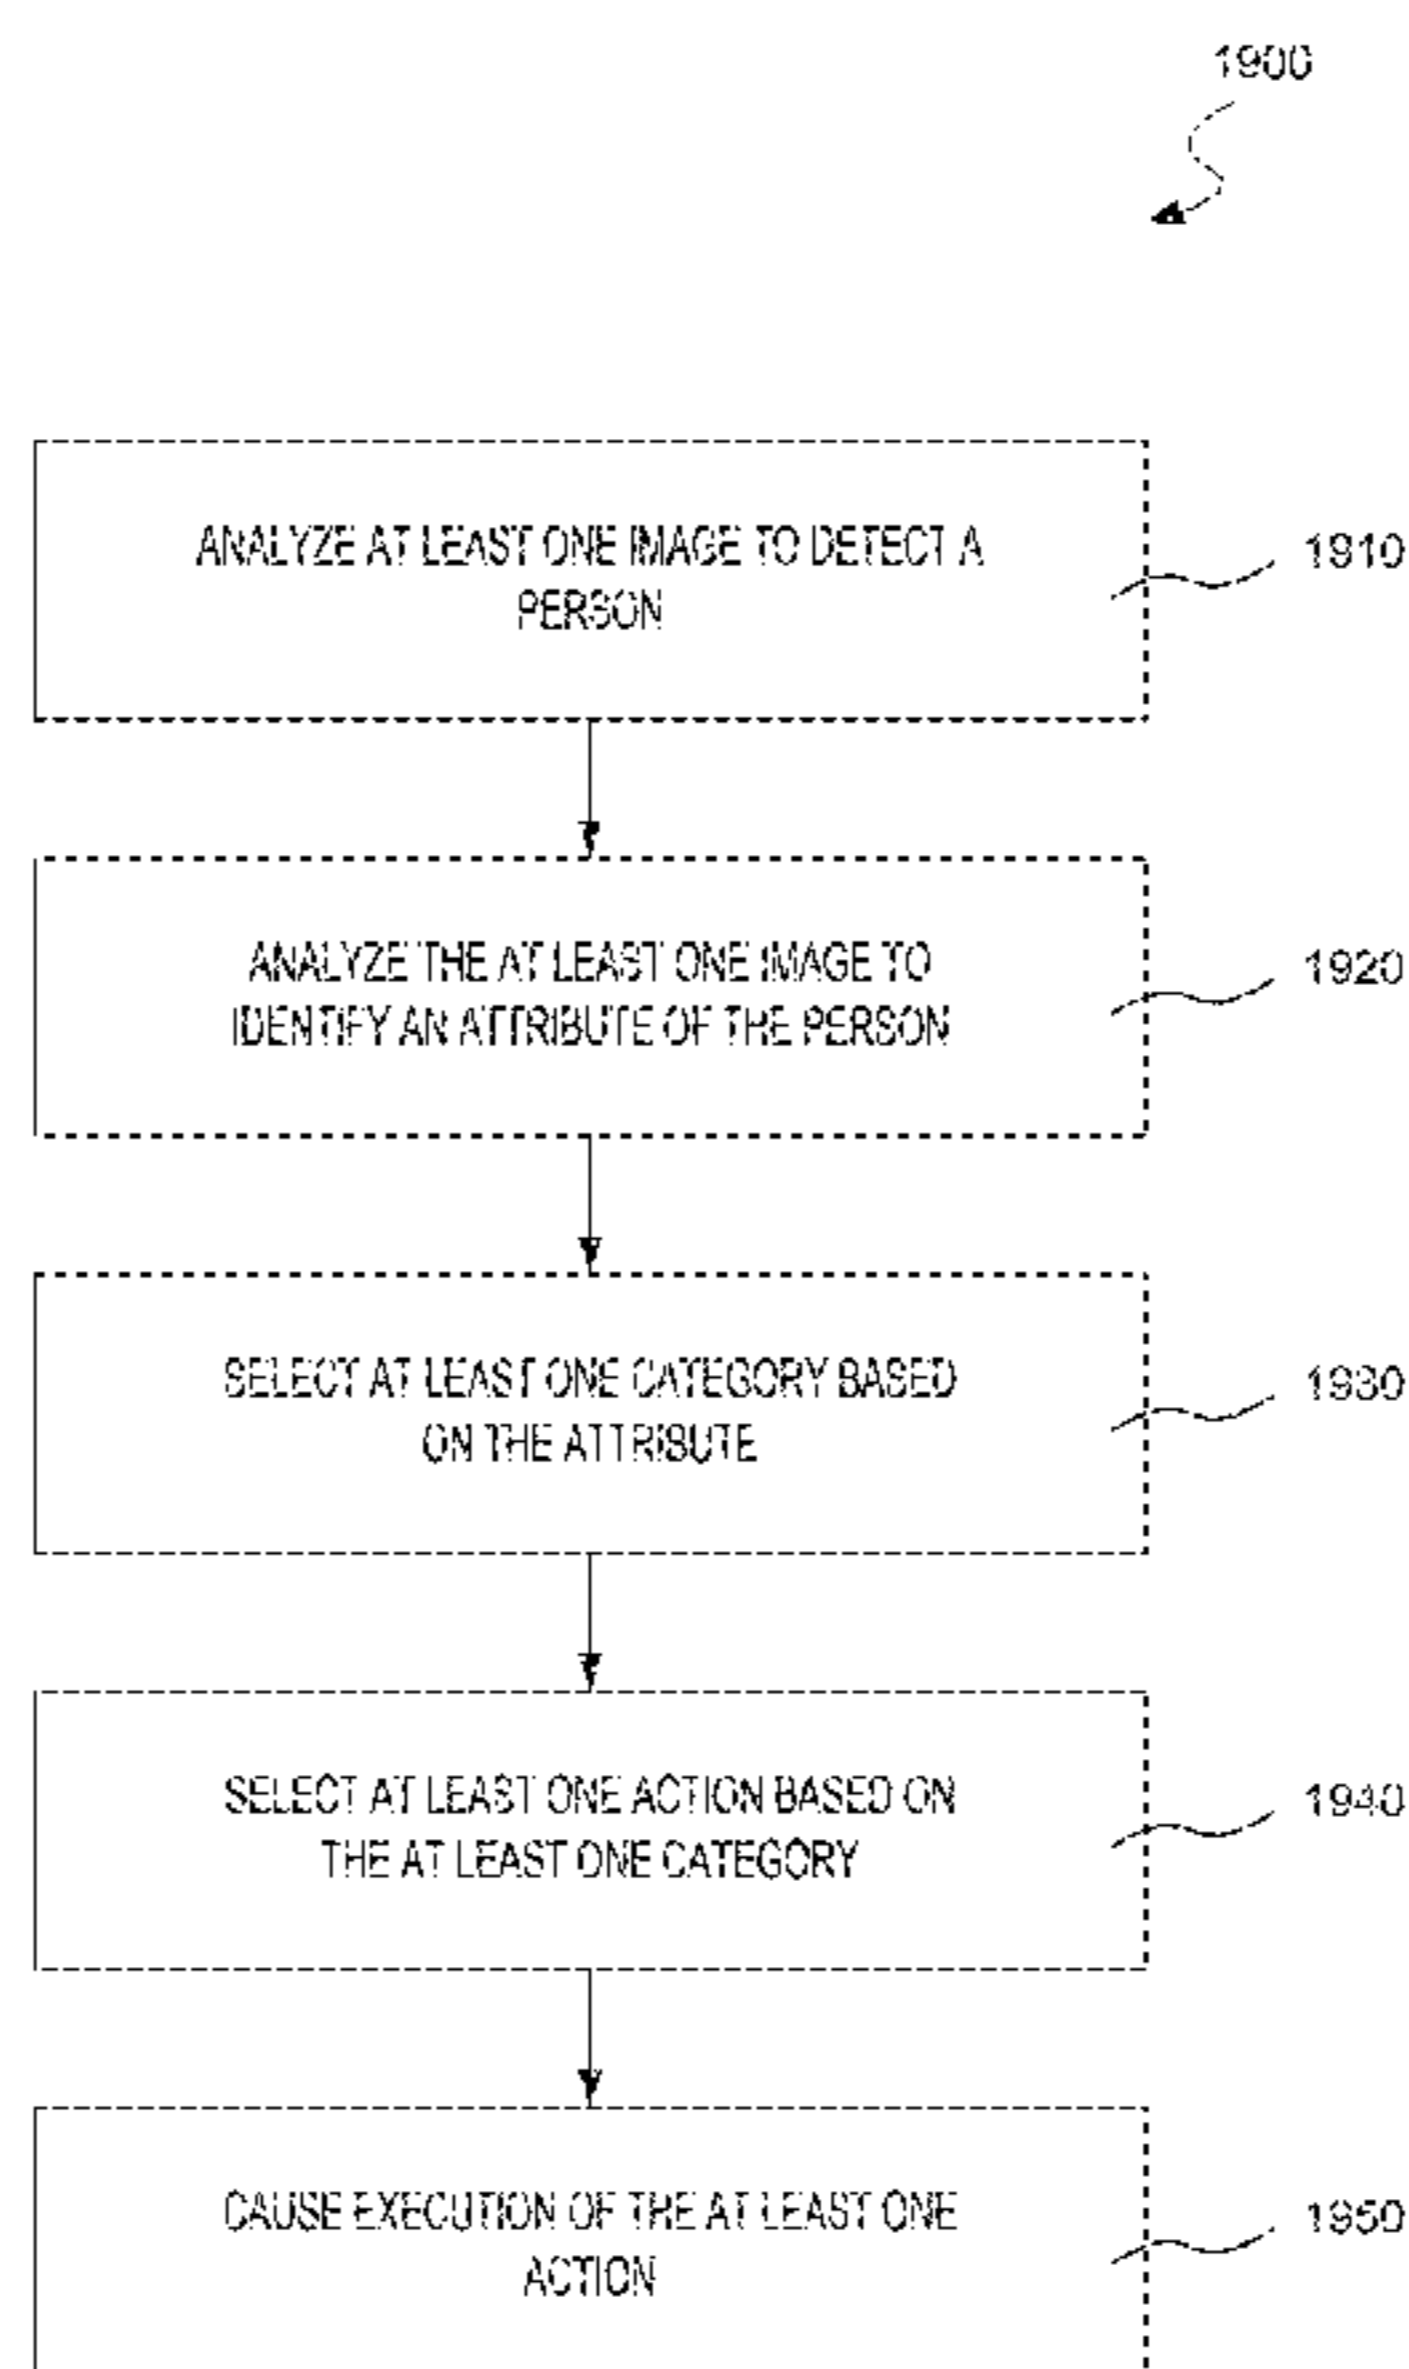 1900
ANALYZE AT LEAST ONE IMAGE TO DETECT A
PERSON
1910
ANALYZE THE AT LEAST ONE IMAGE TO
IDENTIFY AN ATTRIBUTE OF THE PERSON
1920
SELECT AT LEAST ONE CATEGORY BASED
ON THE ATTRIBUTE
1930
SELECT AT LEAST ONE ACTION BASED ON
THE AT LEAST ONE CATEGORY
1940
CAUSE EXECUTION OF THE AT LEAST ONE
ACTION
1950